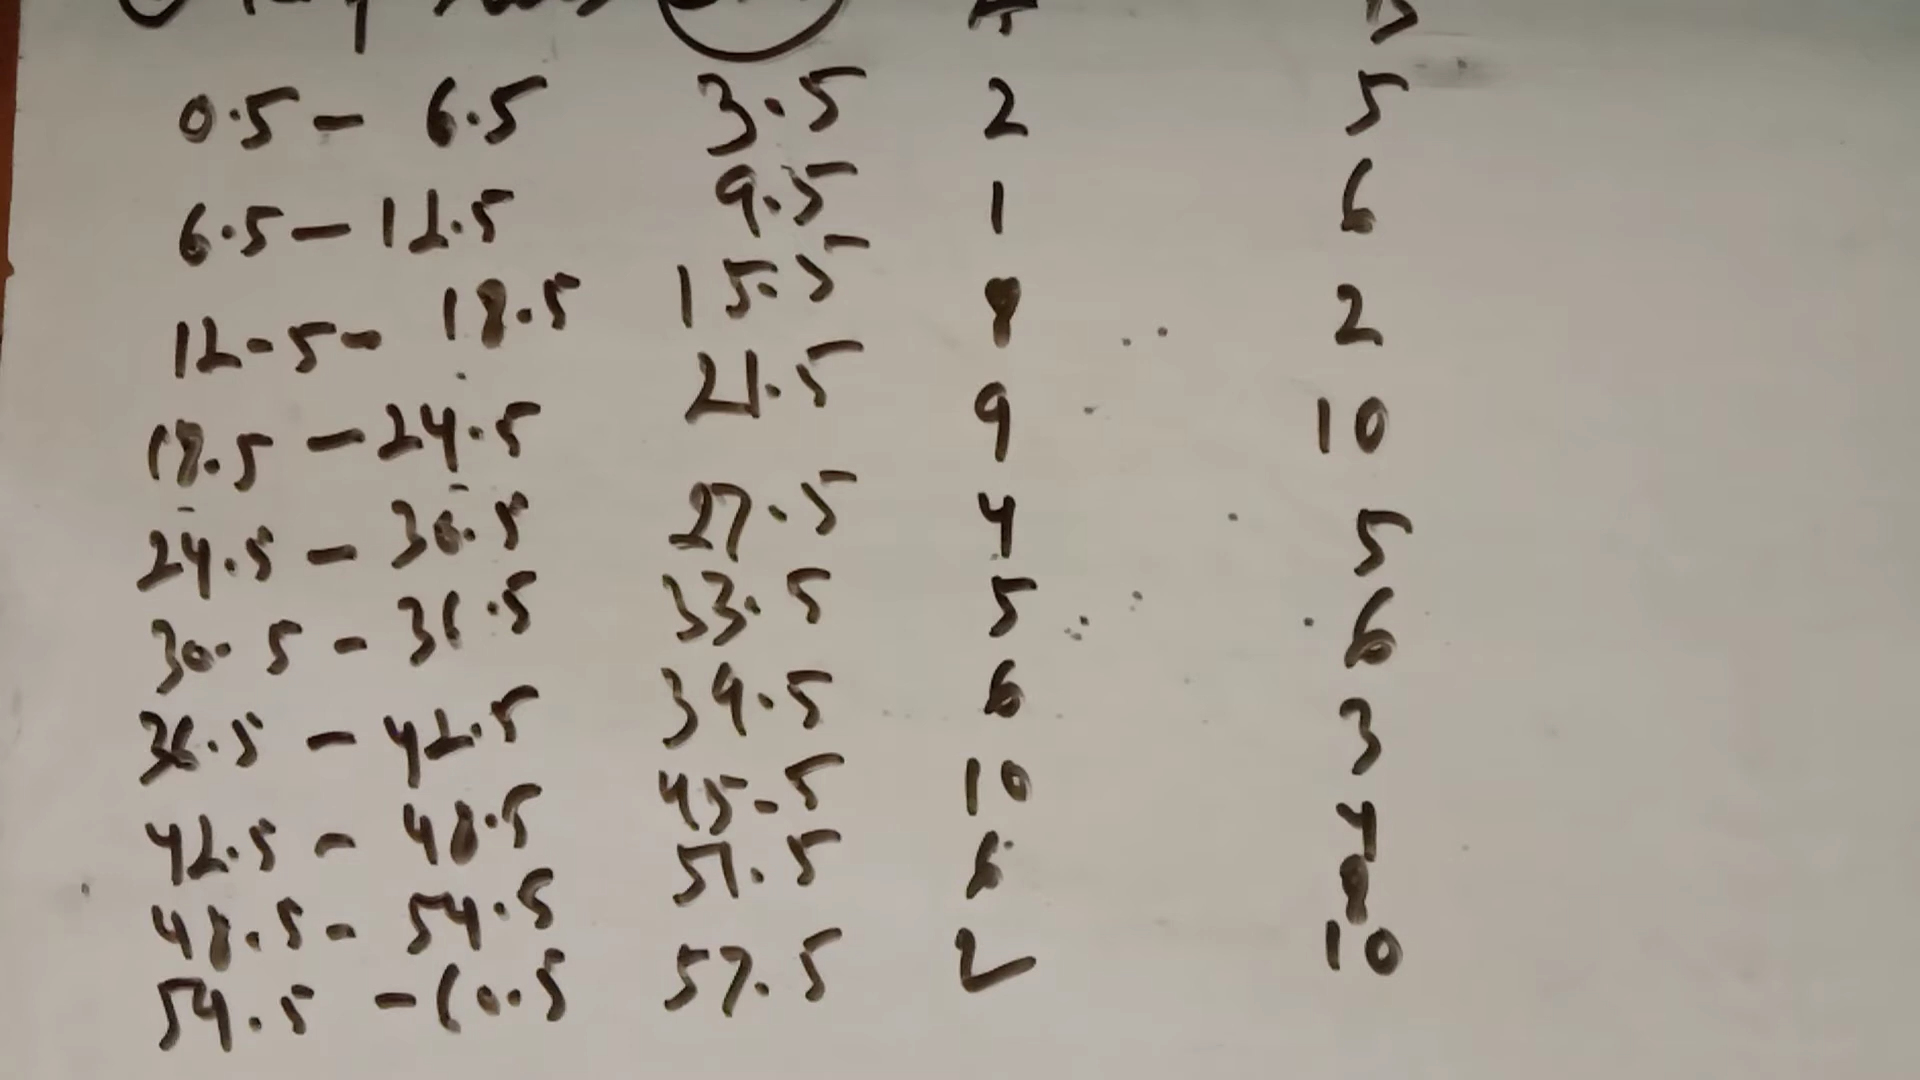 0.5 - 6.5 3.5 2 5
6.5 - 12.5 9.5 1 6
12.5 - 18.5 15.5 8 2
18.5 - 24.5 21.5 9 10
24.5 - 30.5 27.5 4 5
30.5 - 36.5 33.5 5 6
36.5 - 42.5 39.5 6 3
42.5 - 48.5 45.5 10 4
48.5 - 54.5 51.5 6 8
54.5 - 60.5 57.5 2 10